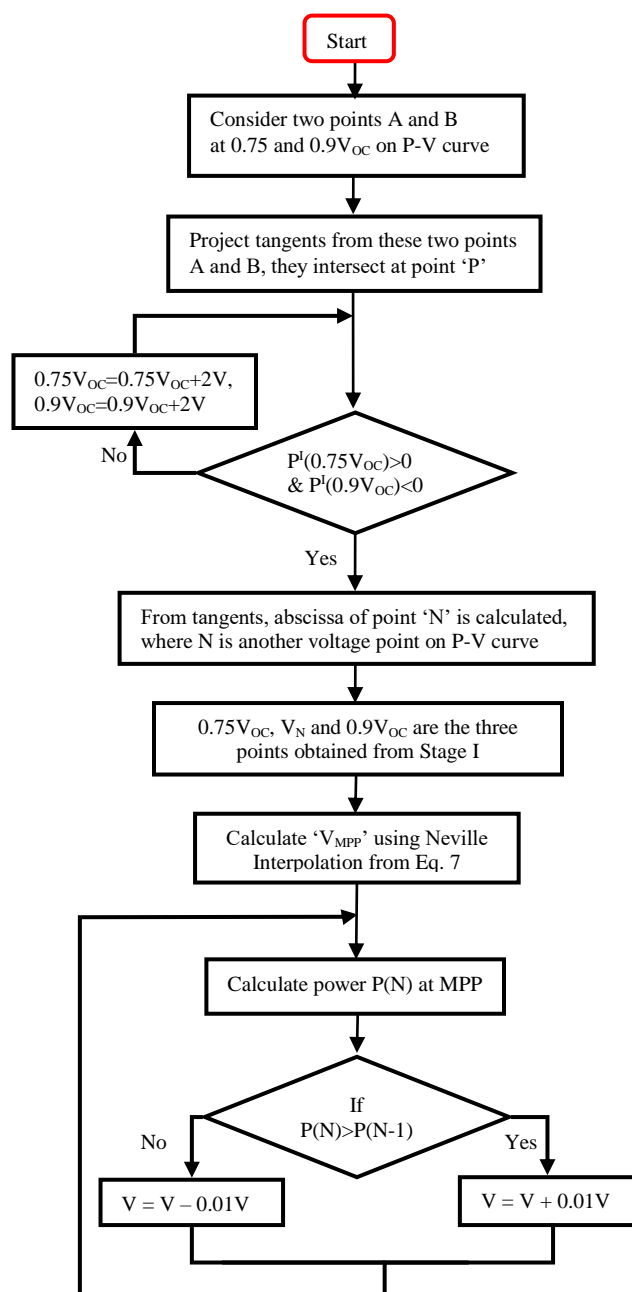 Start
Consider two points A and B
at 0.75 and 0.9V_OC on P-V curve
Project tangents from these two points
A and B, they intersect at point ‘P’
0.75V_OC=0.75V_OC+2V,
0.9V_OC=0.9V_OC+2V
No
P^I(0.75V_OC)>0
& P^I(0.9V_OC)<0
Yes
From tangents, abscissa of point ‘N’ is calculated,
where N is another voltage point on P-V curve
0.75V_OC, V_N and 0.9V_OC are the three
points obtained from Stage I
Calculate ‘V_MPP’ using Neville
Interpolation from Eq. 7
Calculate power P(N) at MPP
If
P(N)>P(N-1)
No
Yes
V = V – 0.01V
V = V + 0.01V